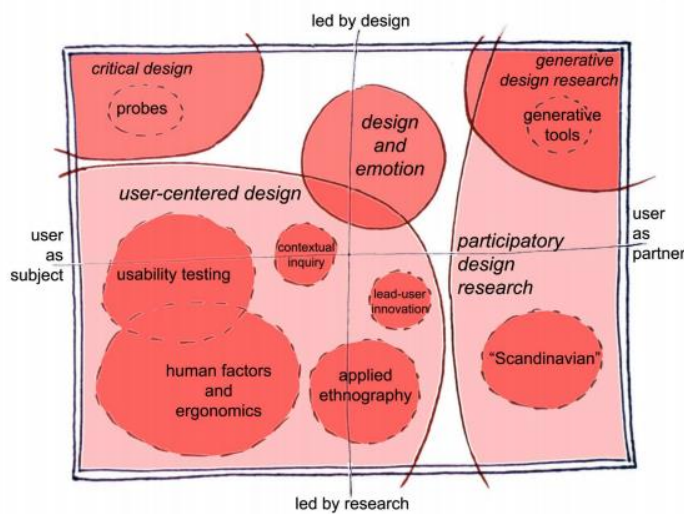 led by design
critical design
probes
generative
design research
generative
tools
design
and
emotion
user-centered design
user
as
subject
user
as
partner
contextual
inquiry
usability testing
participatory
design
research
lead-user
innovation
human factors
and
ergonomics
applied
ethnography
“Scandinavian”
led by research